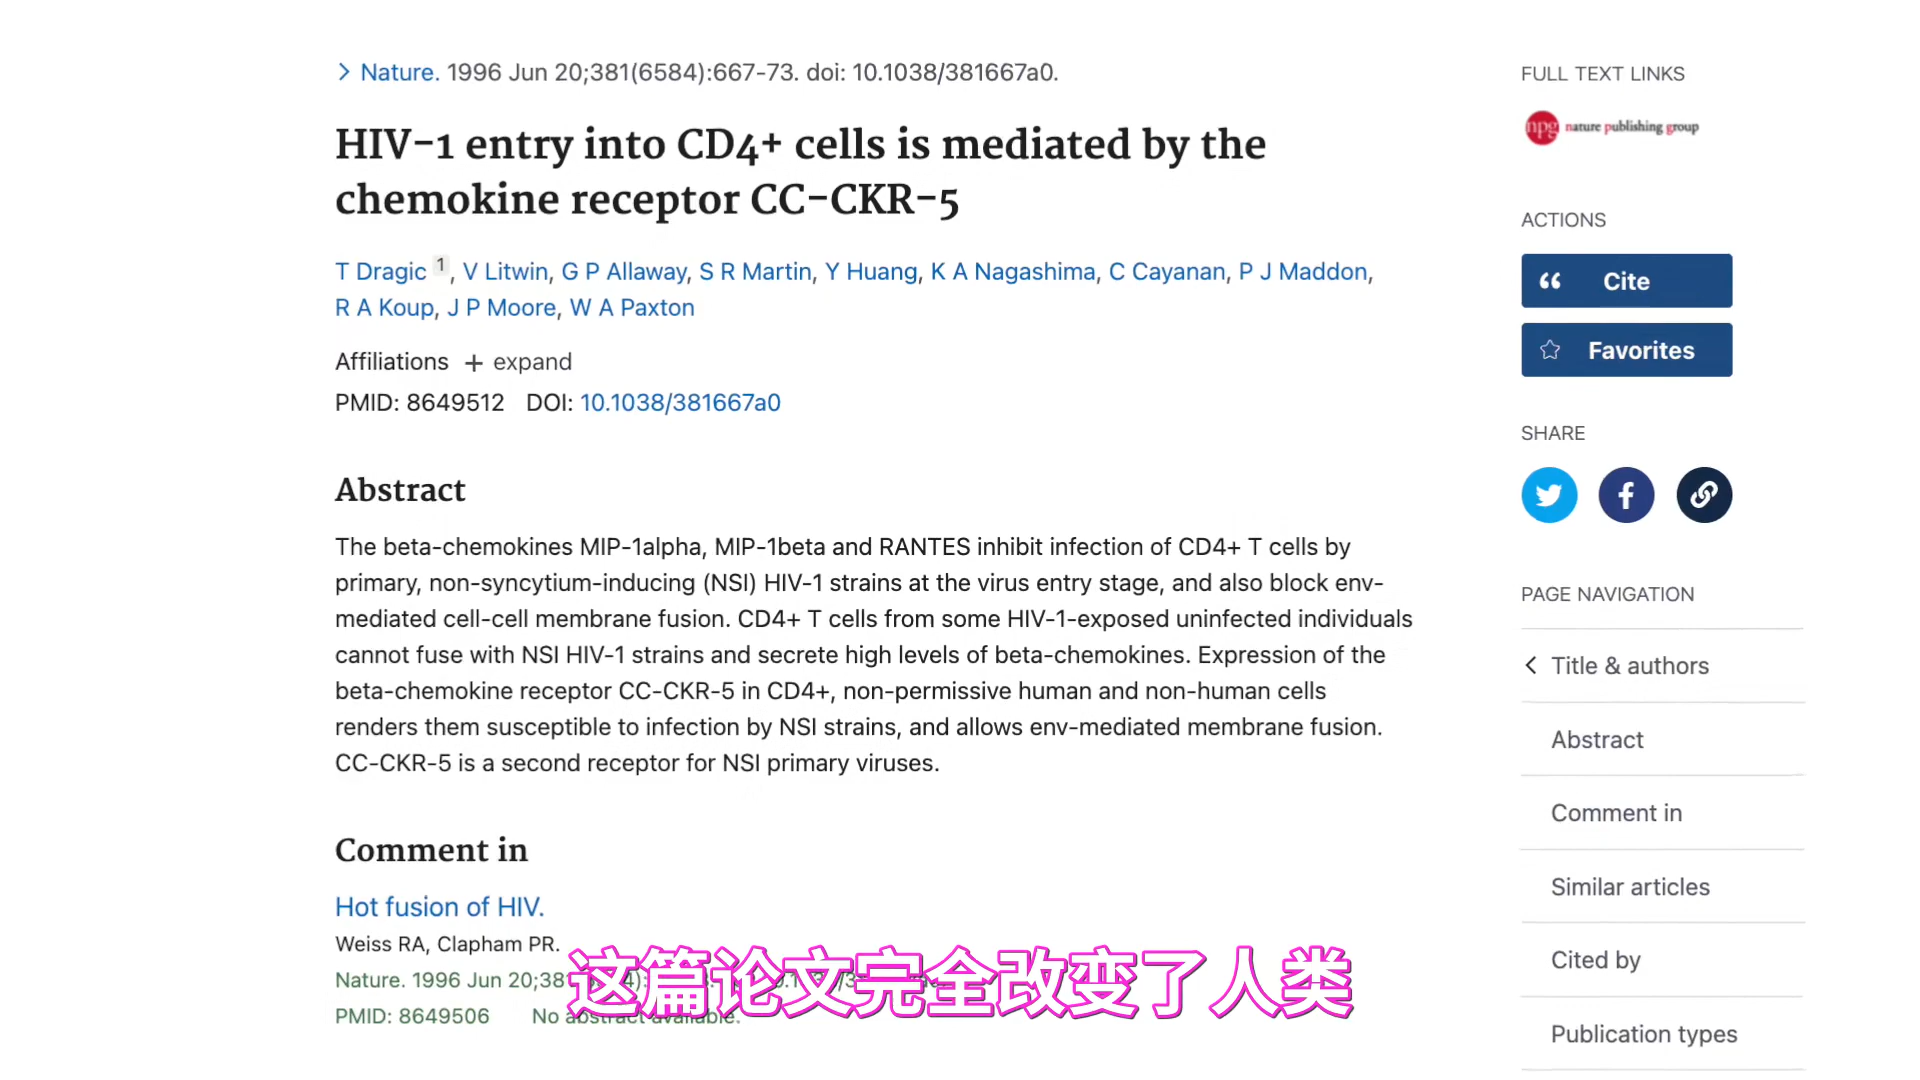 Nature. 1996 Jun 20;381(6584):667-73. doi: 10.1038/381667a0.
HIV-1 entry into CD4+ cells is mediated by the
chemokine receptor CC-CKR-5
T Dragic 1, V Litwin, G P Allaway, S R Martin, Y Huang, K A Nagashima, C Cayanan, P J Maddon,
R A Koup, J P Moore, W A Paxton
Affiliations + expand
PMID: 8649512 DOI: 10.1038/381667a0
Abstract
The beta-chemokines MIP-1alpha, MIP-1beta and RANTES inhibit infection of CD4+ T cells by
primary, non-syncytium-inducing (NSI) HIV-1 strains at the virus entry stage, and also block env-
mediated cell-cell membrane fusion. CD4+ T cells from some HIV-1-exposed uninfected individuals
cannot fuse with NSI HIV-1 strains and secrete high levels of beta-chemokines. Expression of the
beta-chemokine receptor CC-CKR-5 in CD4+, non-permissive human and non-human cells
renders them susceptible to infection by NSI strains, and allows env-mediated membrane fusion.
CC-CKR-5 is a second receptor for NSI primary viruses.
Comment in
Hot fusion of HIV.
Weiss RA, Clapham PR.
Nature. 1996 Jun 20;38
PMID: 8649506 No abstract available.
这篇论文完全改变了人类
FULL TEXT LINKS
npg nature publishing group
ACTIONS
Cite
Favorites
SHARE
PAGE NAVIGATION
Title & authors
Abstract
Comment in
Similar articles
Cited by
Publication types